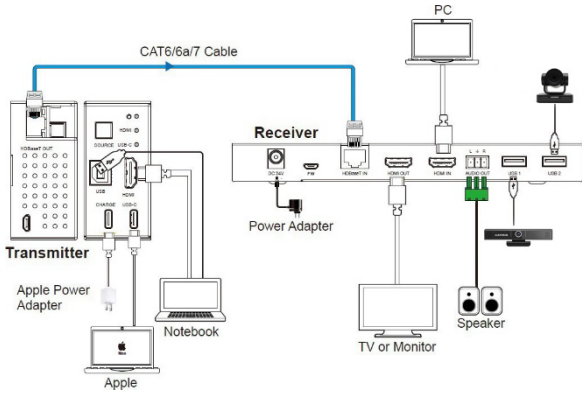 PC
CAT6/6a/7 Cable
HDBaseT OUT
HDMI
SOURCE
USB-C
USB
HDMI
CHARGE
USB-C
Transmitter
Apple Power
Adapter
Apple
Notebook
Receiver
DC 24V
FW
HDBaseT IN
HDMI OUT
HDMI IN
L
R
AUDIO OUT
USB 1
USB 2
Power Adapter
TV or Monitor
Speaker